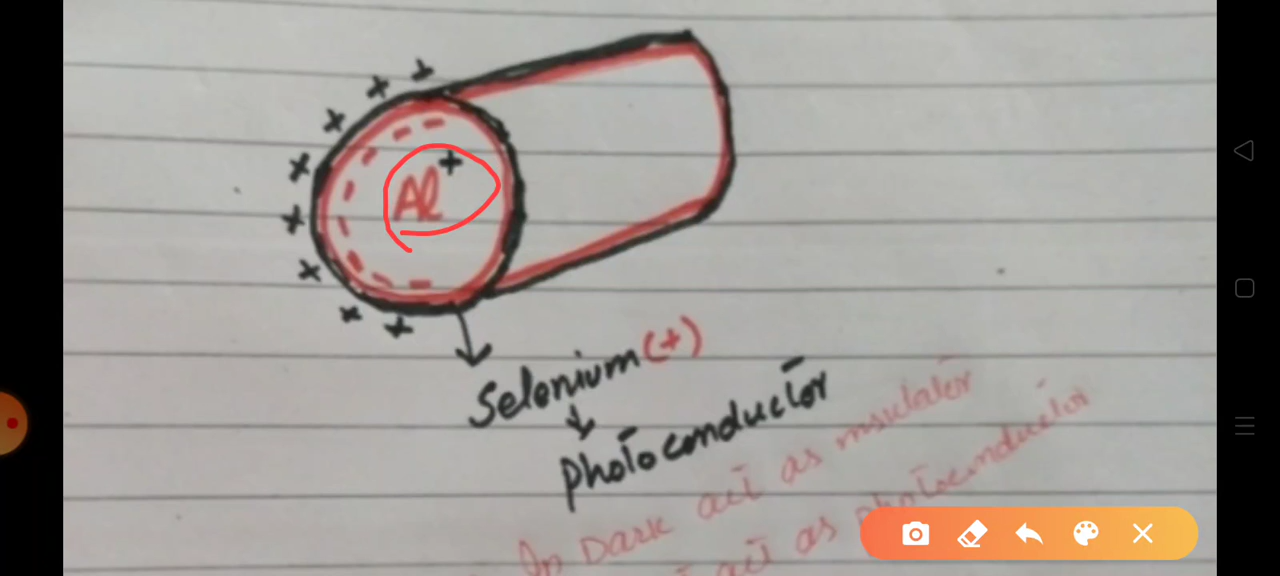 Al+
Selenium(+)
Photoconductor
In Dark act as insulator
act as photoconductor